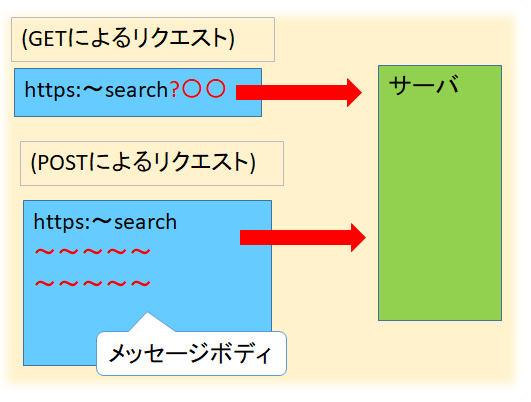 (GETによるリクエスト)
https:～search?〇〇
サーバ
(POSTによるリクエスト)
https:～search
～～～～～
～～～～～
メッセージボディ